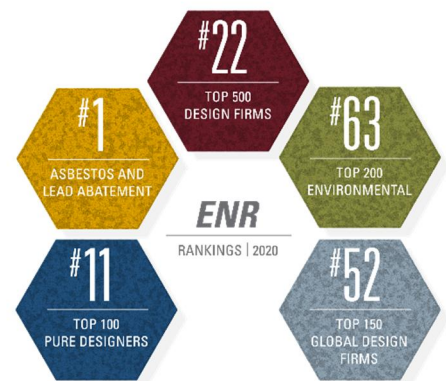 #22
TOP 500
DESIGN FIRMS
#1
ASBESTOS AND
LEAD ABATEMENT
#63
TOP 200
ENVIRONMENTAL
ENR
RANKINGS | 2020
#11
TOP 100
PURE DESIGNERS
#52
TOP 150
GLOBAL DESIGN
FIRMS